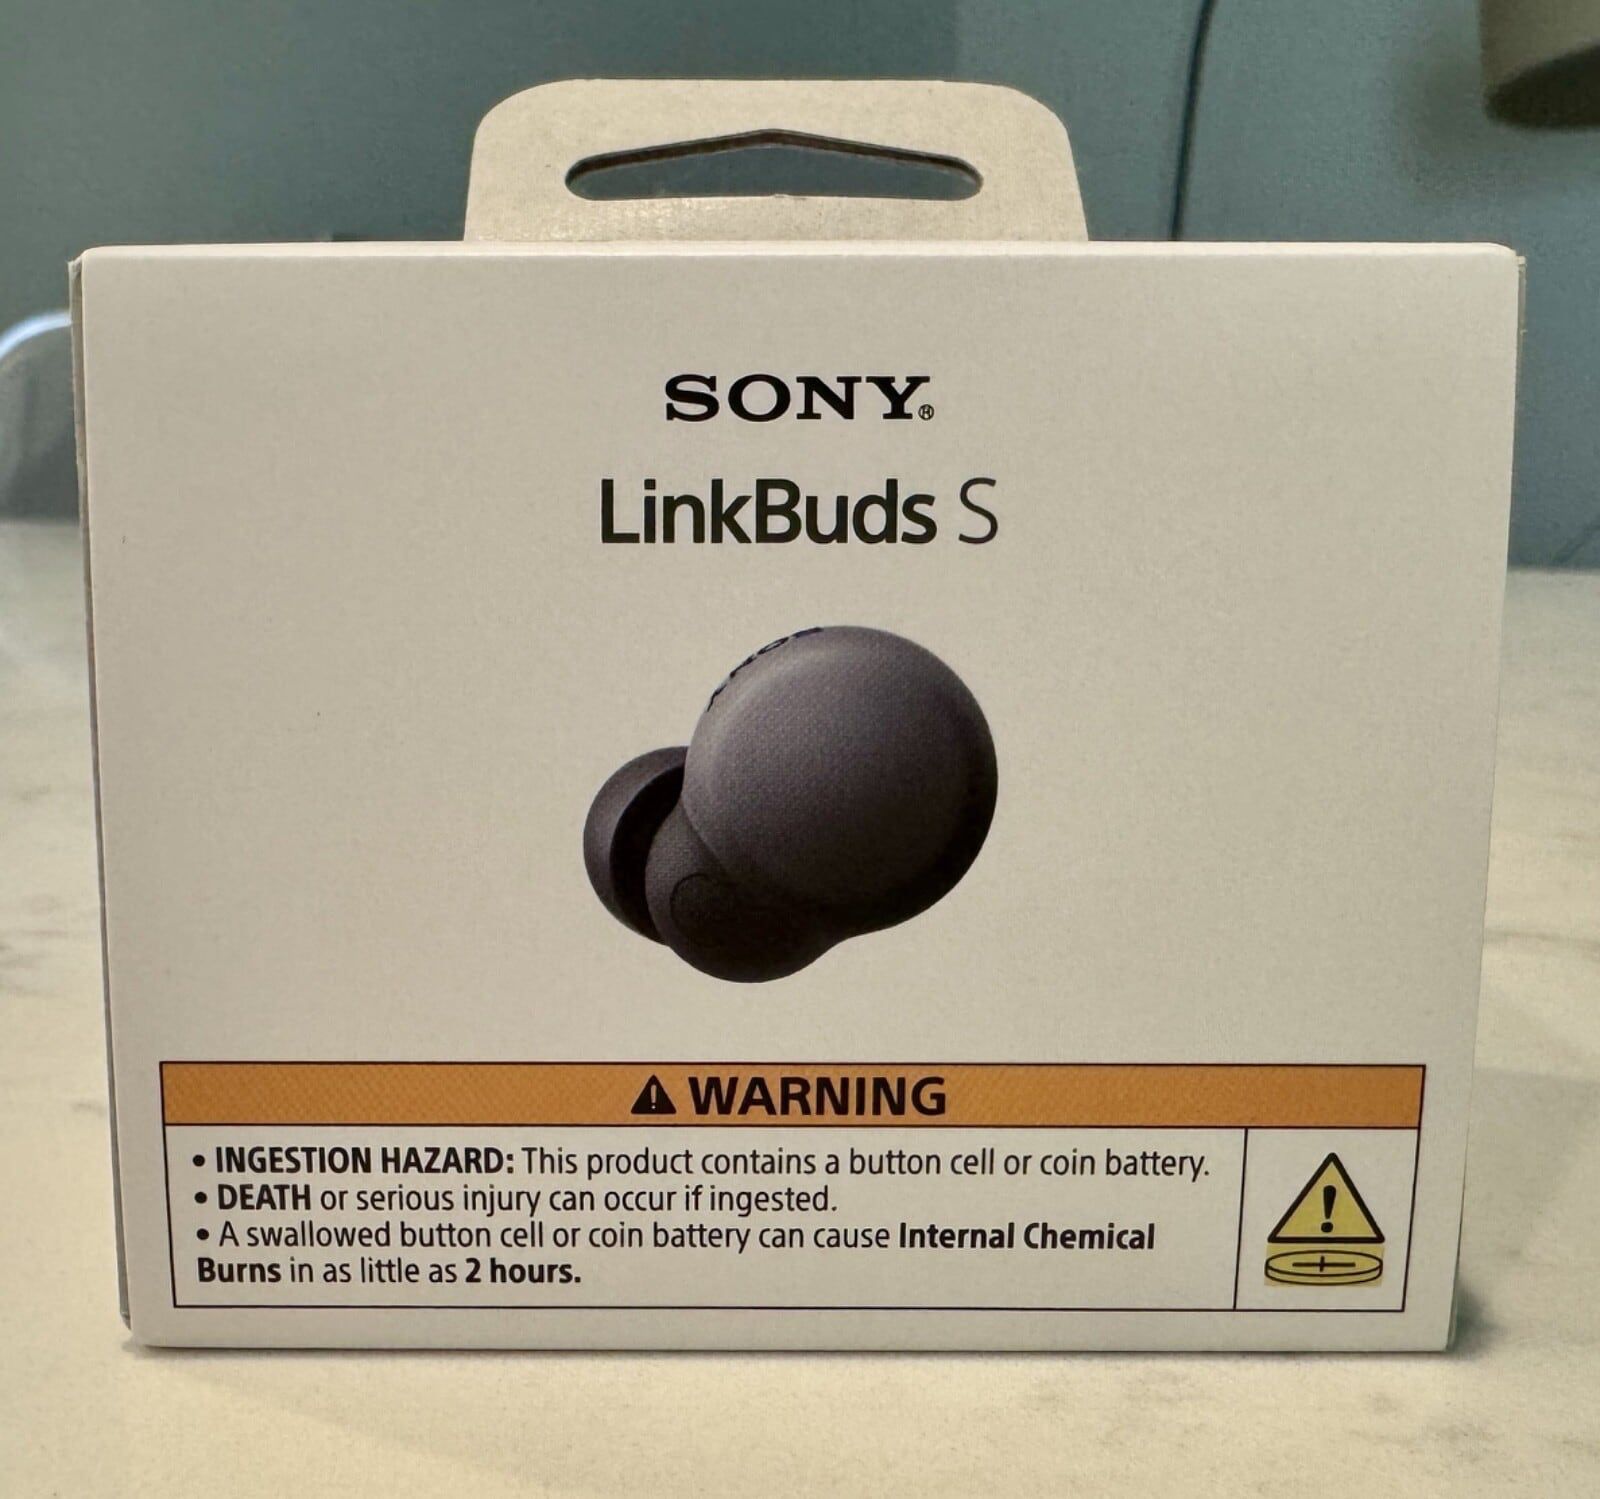 SONY®
LinkBuds S
SONY
⚠ WARNING
• INGESTION HAZARD: This product contains a button cell or coin battery.
• DEATH or serious injury can occur if ingested.
• A swallowed button cell or coin battery can cause Internal Chemical
Burns in as little as 2 hours.